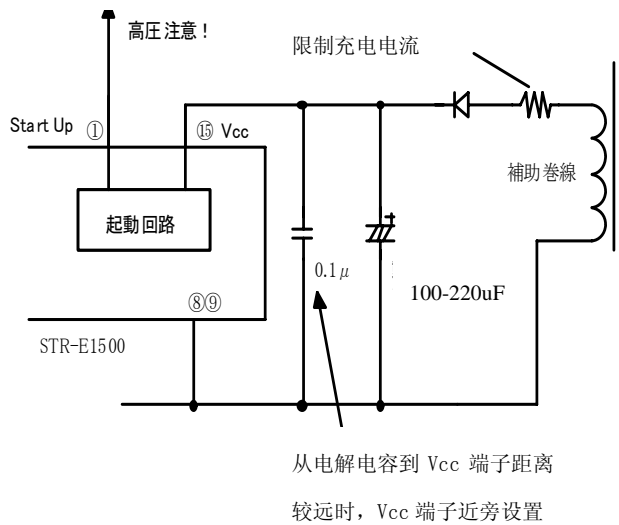 高圧注意！
限制充电电流
Start Up ① ⑮ Vcc
補助巻線
起動回路
0.1μ
100-220uF
⑧⑨
STR-E1500
从电解电容到 Vcc 端子距离
较远时，Vcc 端子近旁设置